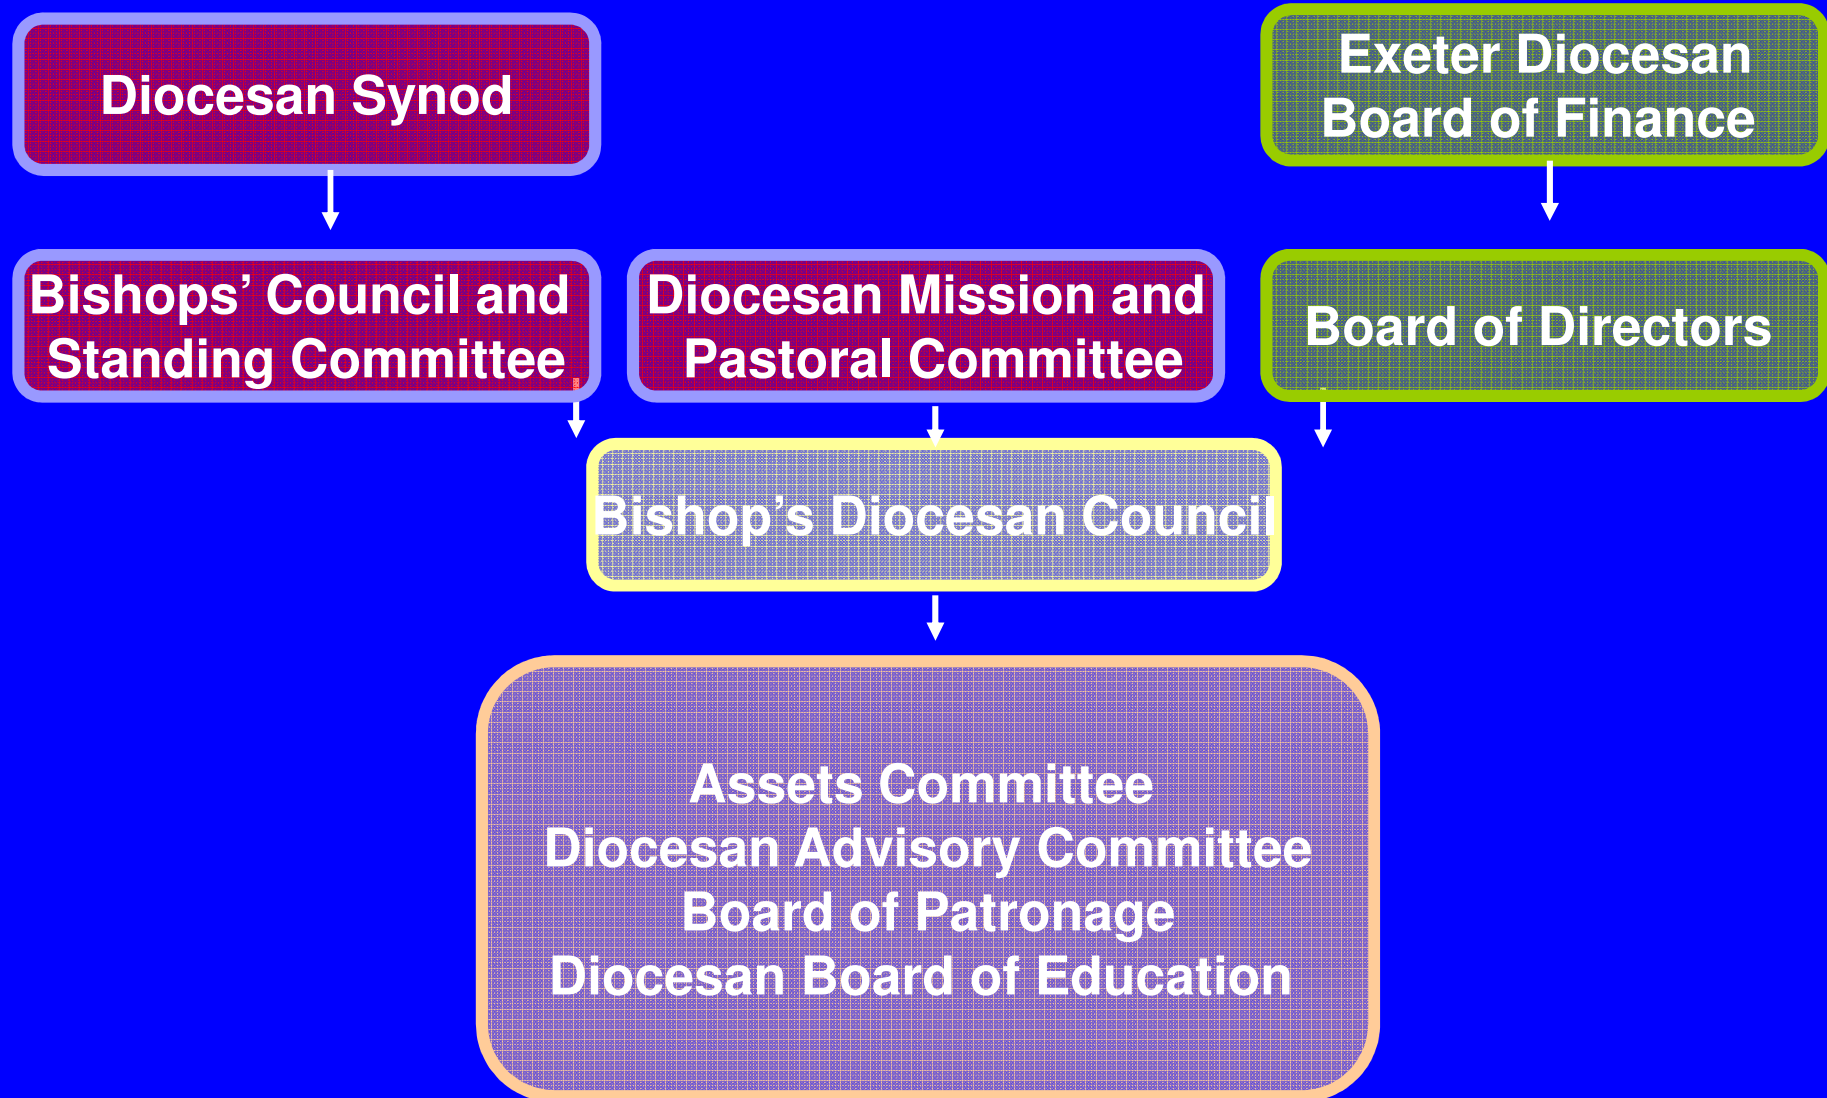 Diocesan Synod
Exeter Diocesan
Board of Finance
Bishops’ Council and
Standing Committee
Diocesan Mission and
Pastoral Committee
Board of Directors
Bishop’s Diocesan Council
Assets Committee
Diocesan Advisory Committee
Board of Patronage
Diocesan Board of Education